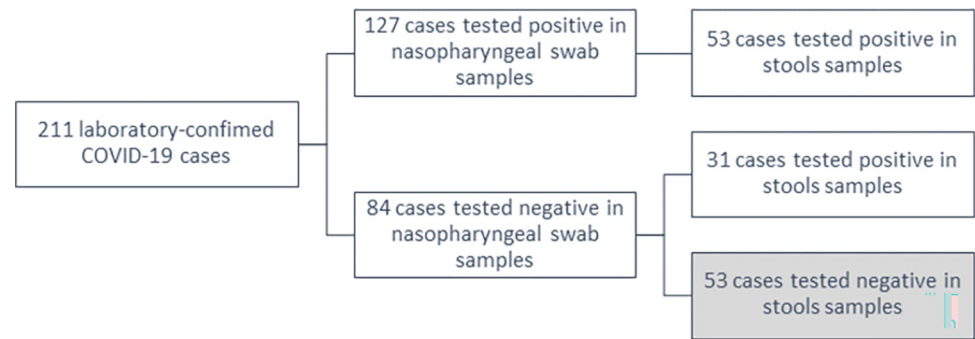 127 cases tested positive in
nasopharyngeal swab
samples
53 cases tested positive in
stools samples
211 laboratory-confimed
COVID-19 cases
31 cases tested positive in
stools samples
84 cases tested negative in
nasopharyngeal swab
samples
53 cases tested negative in
stools samples